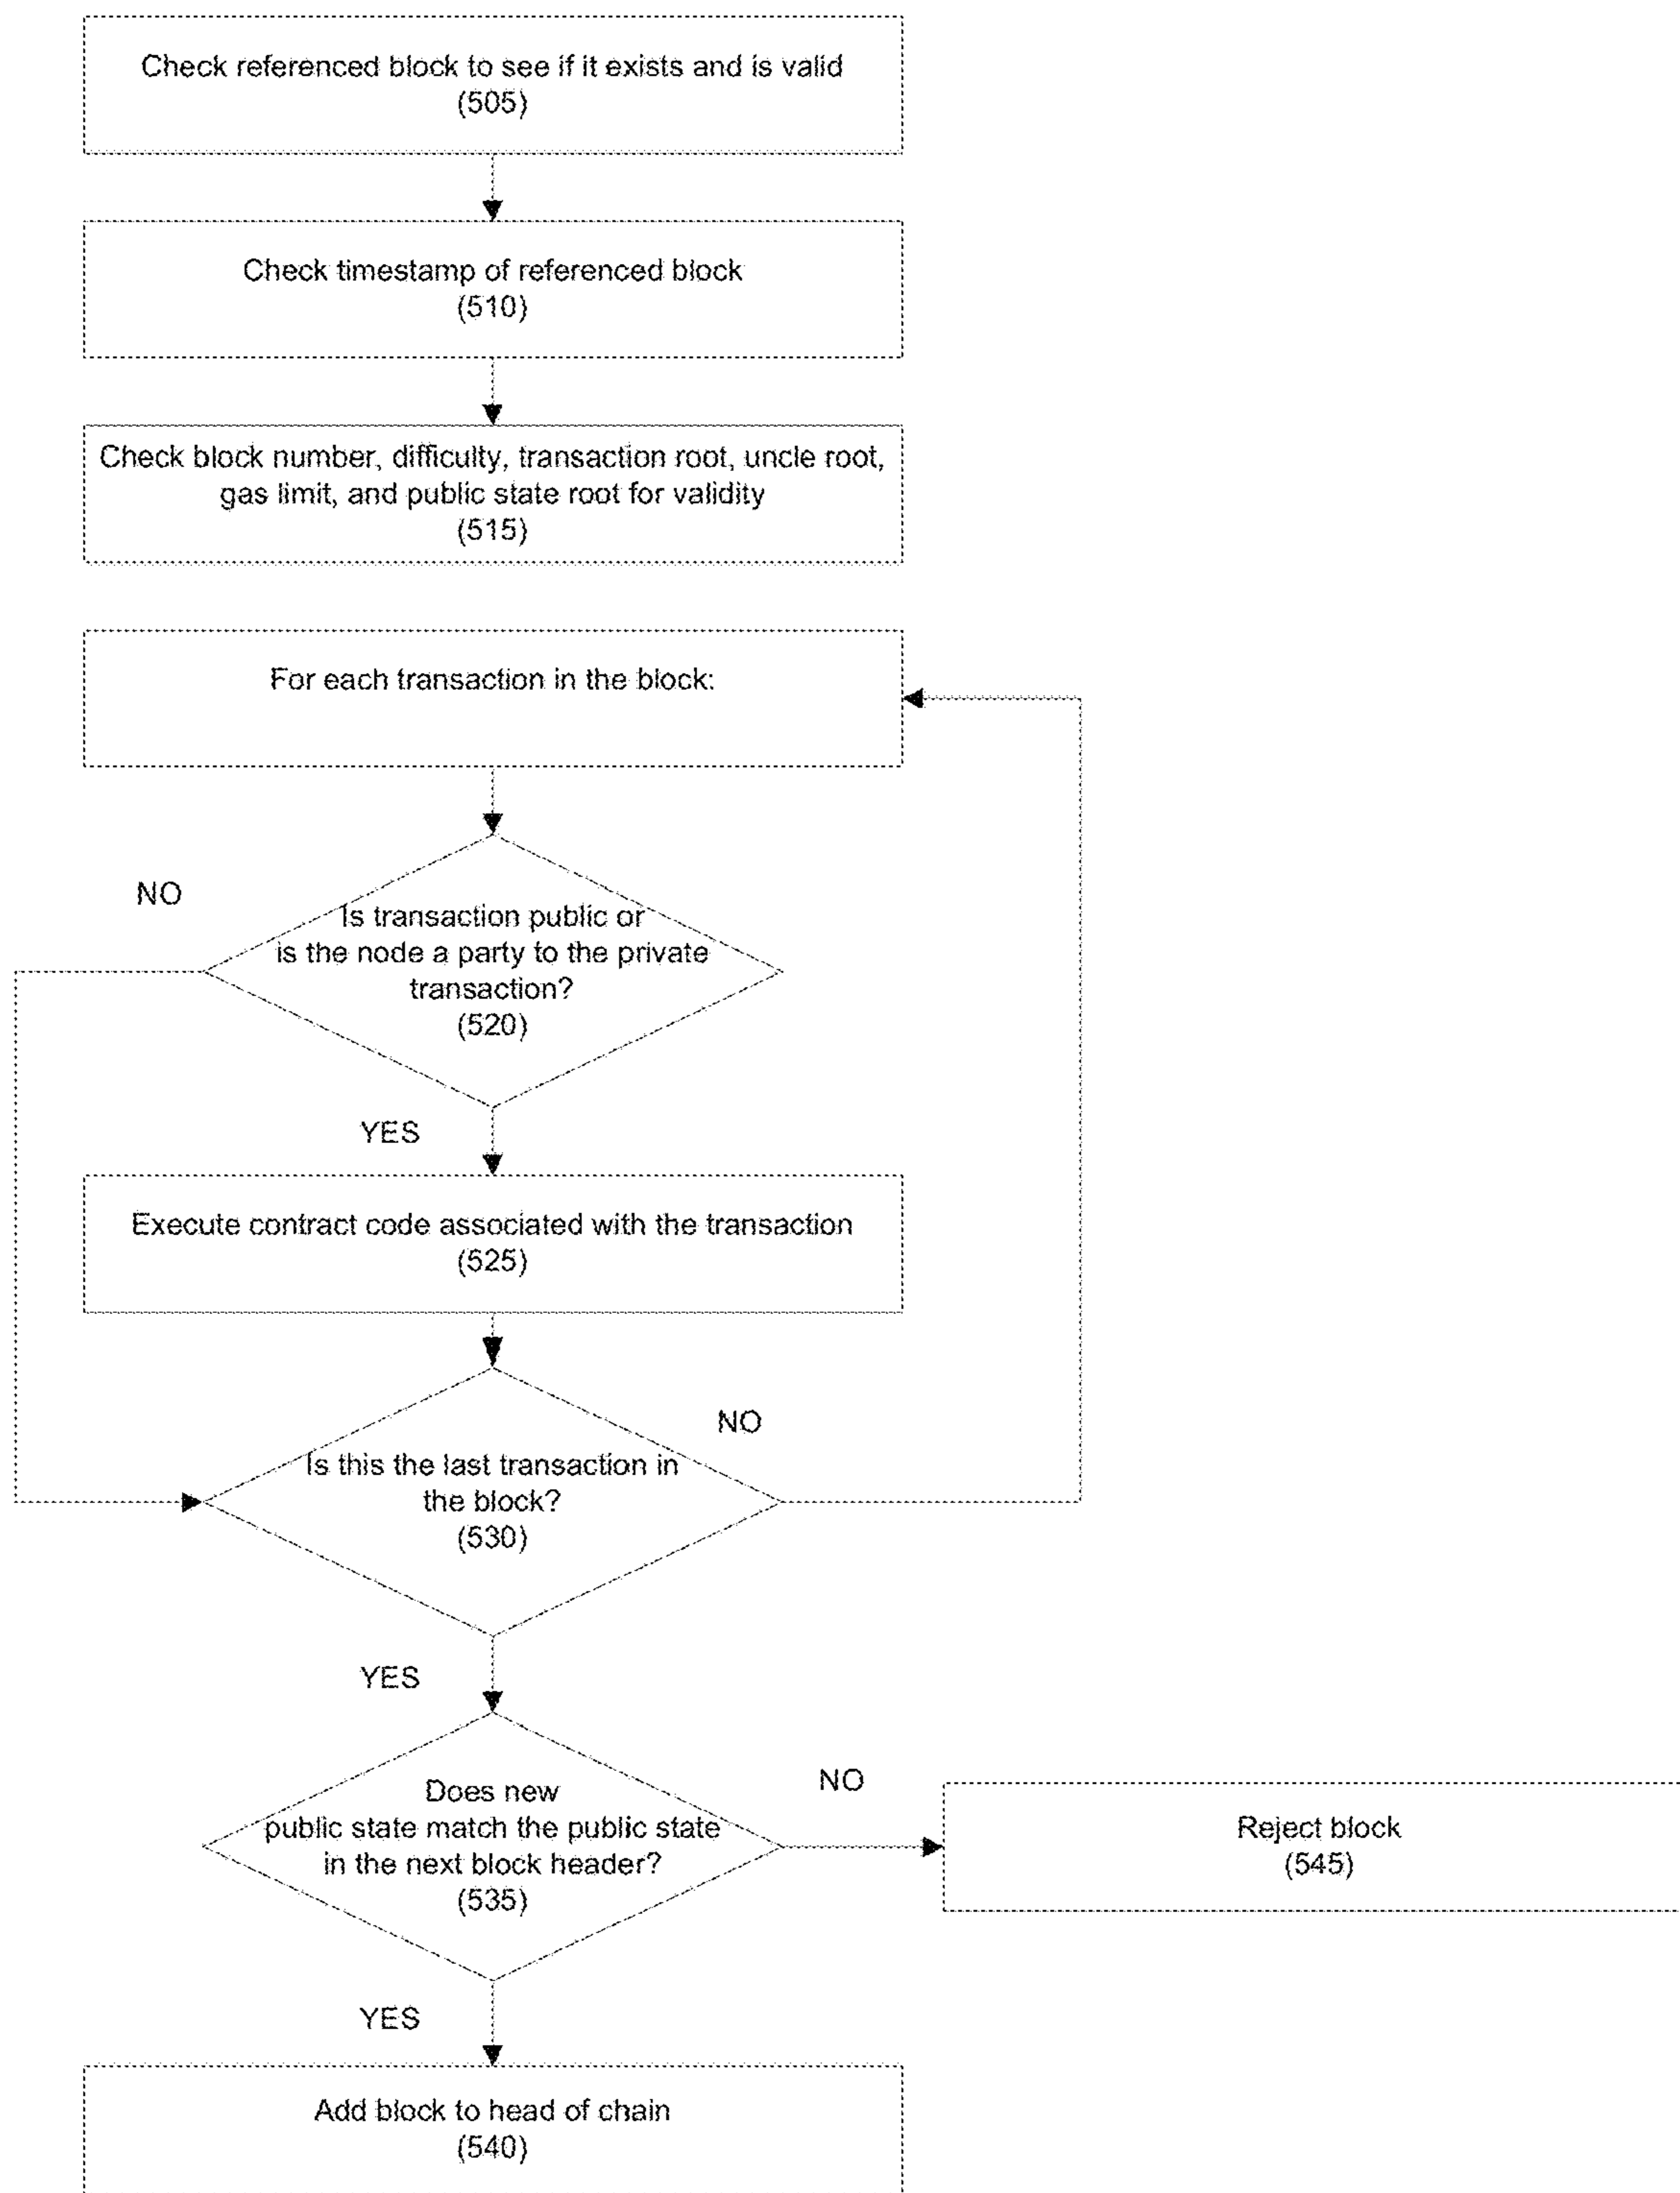 Check referenced block to see if it exists and is valid
(505)
Check timestamp of referenced block
(510)
Check block number, difficulty, transaction root, uncle root,
gas limit, and public state root for validity
(515)
For each transaction in the block:
NO
Is transaction public or
is the node a party to the private
transaction?
(520)
YES
Execute contract code associated with the transaction
(525)
NO
Is this the last transaction in
the block?
(530)
YES
NO
Does new
public state match the public state
in the next block header?
(535)
Reject block
(545)
YES
Add block to head of chain
(540)